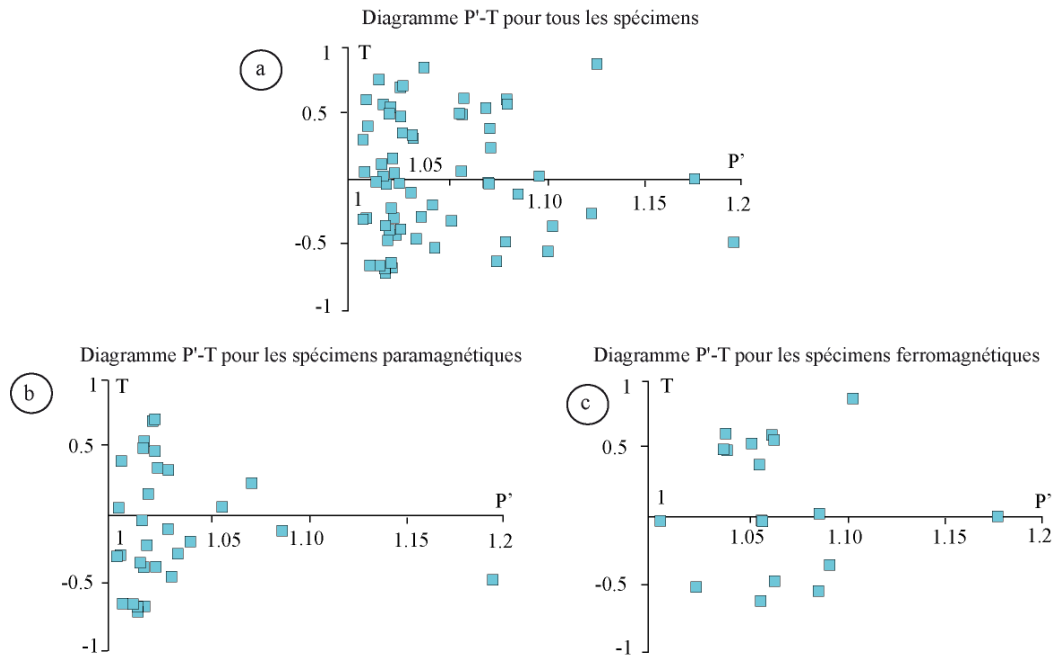 Diagramme P'-T pour tous les spécimens
a
1
T
0.5
1.05
P'
1
1.10
1.15
1.2
-0.5
-1
Diagramme P'-T pour les spécimens paramagnétiques
b
1
T
0.5
P'
1
1.05
1.10
1.15
1.2
-0.5
-1
Diagramme P'-T pour les spécimens ferromagnétiques
c
1
T
0.5
1
P'
1.05
1.10
1.15
1.2
-0.5
-1